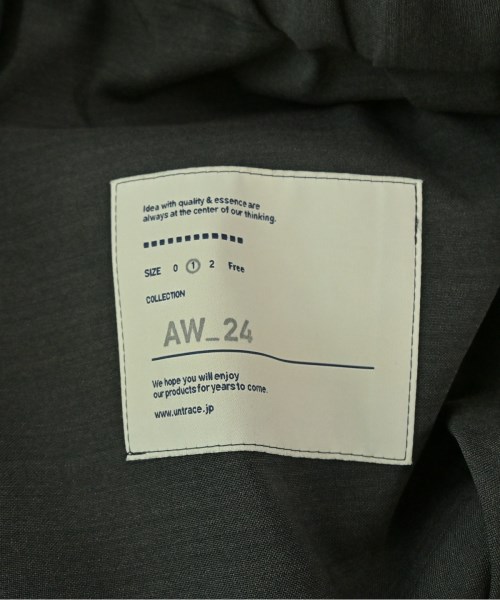 Idea with quality & essence are
always at the center of our thinking.
SIZE 0 1 2 Free
COLLECTION
AW_24
We hope you will enjoy
our products for years to come.
www.untrace.jp